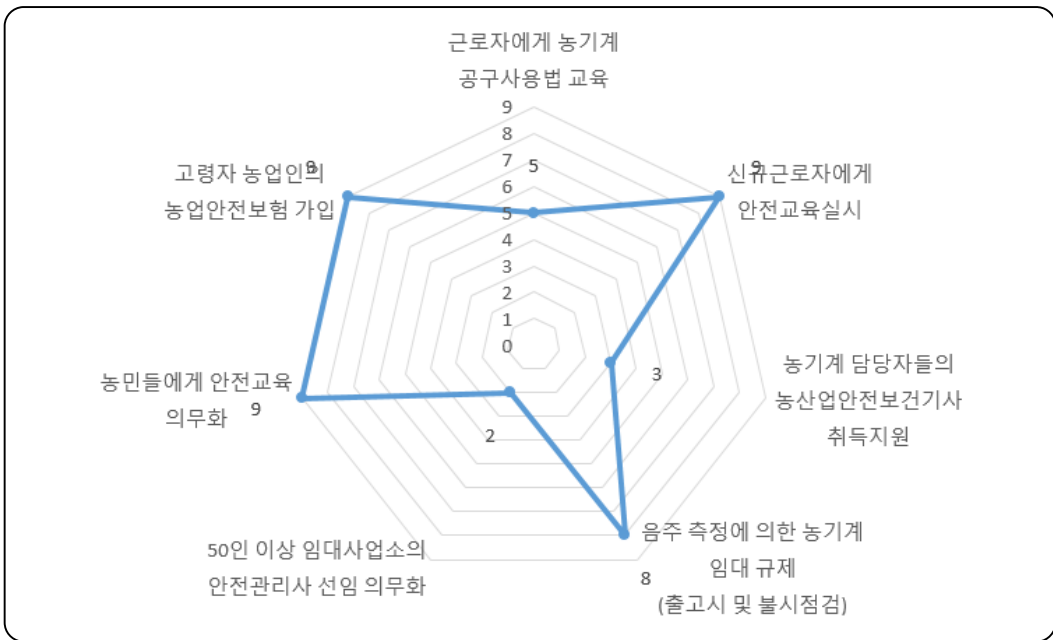 근로자에게 농기계
공구사용법 교육
9
8
7
6
5
4
3
2
1
0
5
신규근로자에게
안전교육실시
9
농기계 담당자들의
농산업안전보건기사
취득지원
3
음주 측정에 의한 농기계
임대 규제
(출고시 및 불시점검)
8
50인 이상 임대사업소의
안전관리사 선임 의무화
2
농민들에게 안전교육
의무화
9
고령자 농업인의
농업안전보험 가입
9